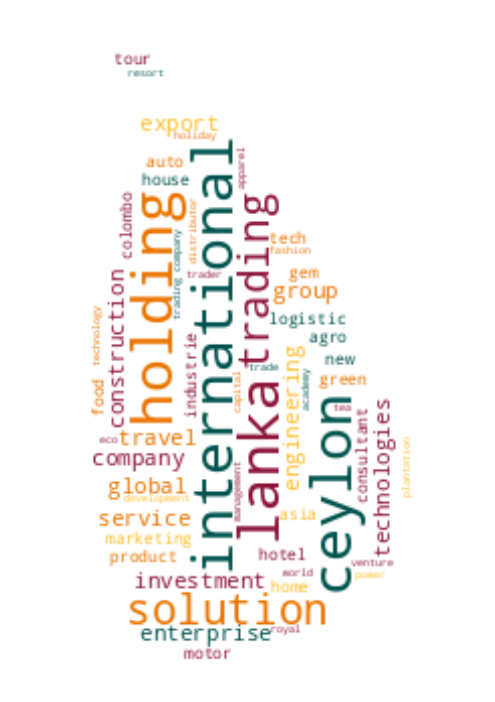 tour
resort
export
holiday
international
apparel
auto
house
holding
colombo
distributor
trading
trading company
tech
fashion
trader
gem
construction
group
technology
logistic
agro
industrie
engineering
new
trade
lanka
academy
capital
green
food
ceylon
tea
technologies
consultant
eco
travel
plantation
company
management
global
development
service
asia
marketing
product
hotel
venture
world
power
investment
home
solution
enterprise
royal
motor